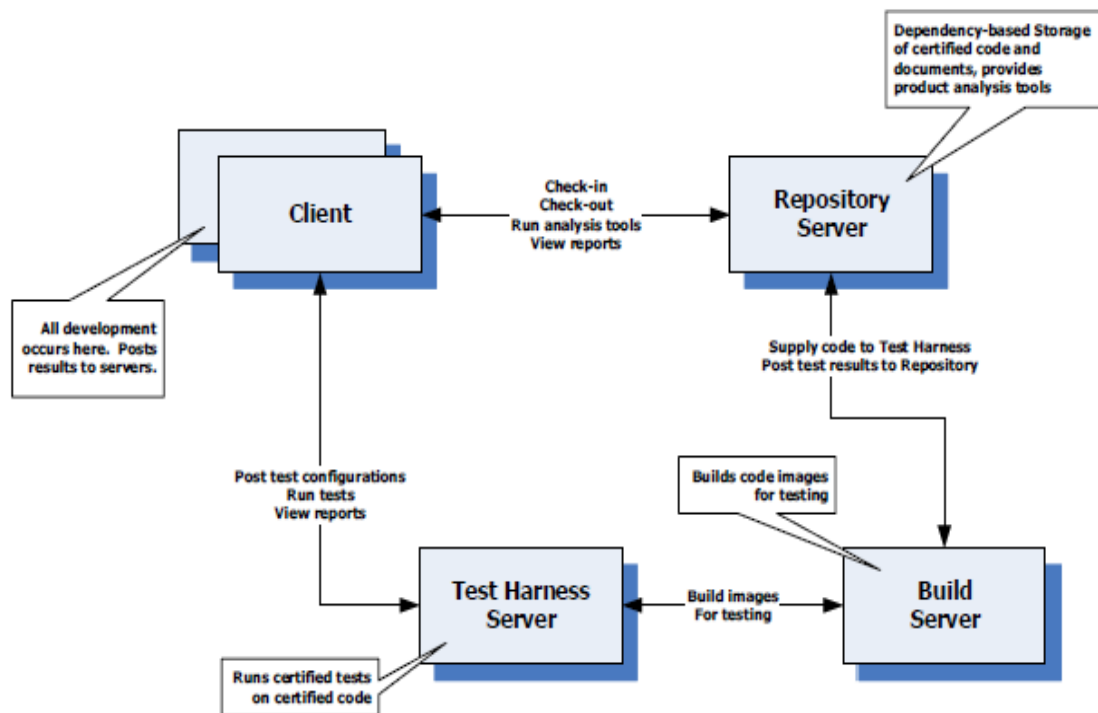 Dependency-based Storage
of certified code and
documents, provides
product analysis tools
Client
Check-in
Check-out
Run analysis tools
View reports
Repository
Server
All development
occurs here. Posts
results to servers.
Supply code to Test Harness
Post test results to Repository
Post test configurations
Run tests
View reports
Builds code images
for testing
Test Harness
Server
Build images
For testing
Build
Server
Runs certified tests
on certified code